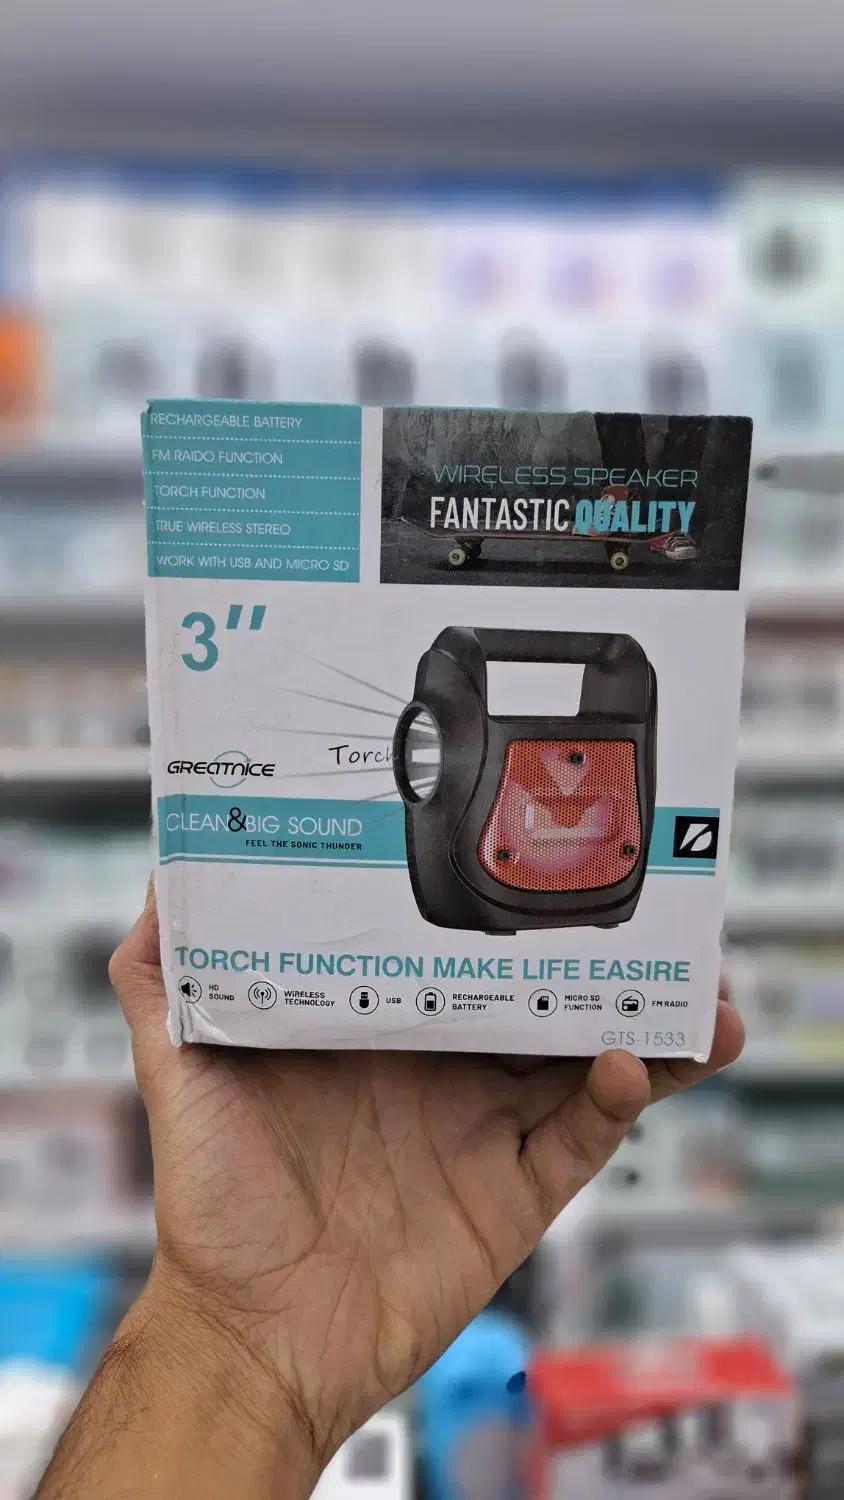 RECHARGEABLE BATTERY
FM RAIDO FUNCTION
TORCH FUNCTION
TRUE WIRELESS STEREO
WORK WITH USB AND MICRO SD
WIRELESS SPEAKER
FANTASTIC QUALITY
3"
Torch
GREATNICE
CLEAN&BIG SOUND
FEEL THE SONIC THUNDER
TORCH FUNCTION MAKE LIFE EASIRE
HD SOUND
WIRELESS TECHNOLOGY
USB
RECHARGEABLE BATTERY
MICRO SD FUNCTION
FM RADIO
GTS-1533